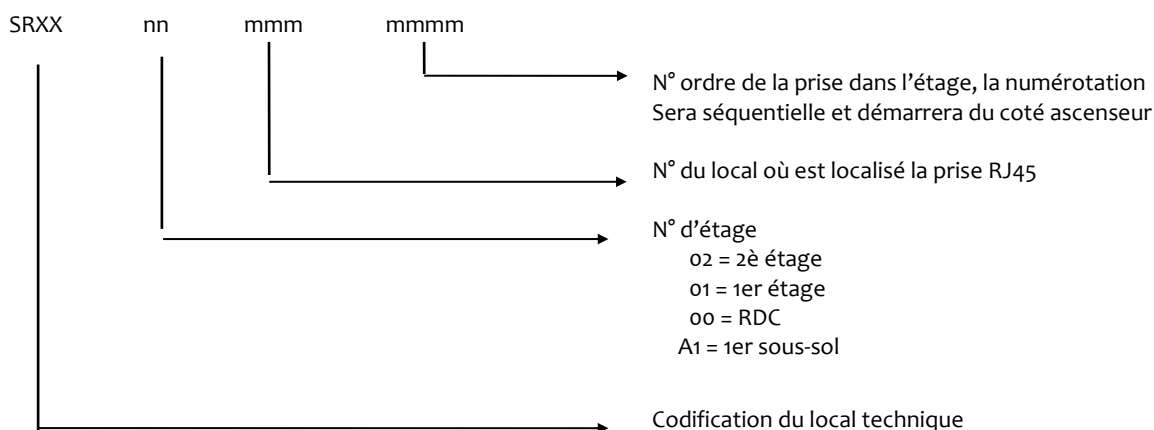 SRXX nn mmm mmmm
N° ordre de la prise dans l’étage, la numérotation
Sera séquentielle et démarrera du coté ascenseur
N° du local où est localisé la prise RJ45
N° d’étage
02 = 2è étage
01 = 1er étage
00 = RDC
A1 = 1er sous-sol
Codification du local technique